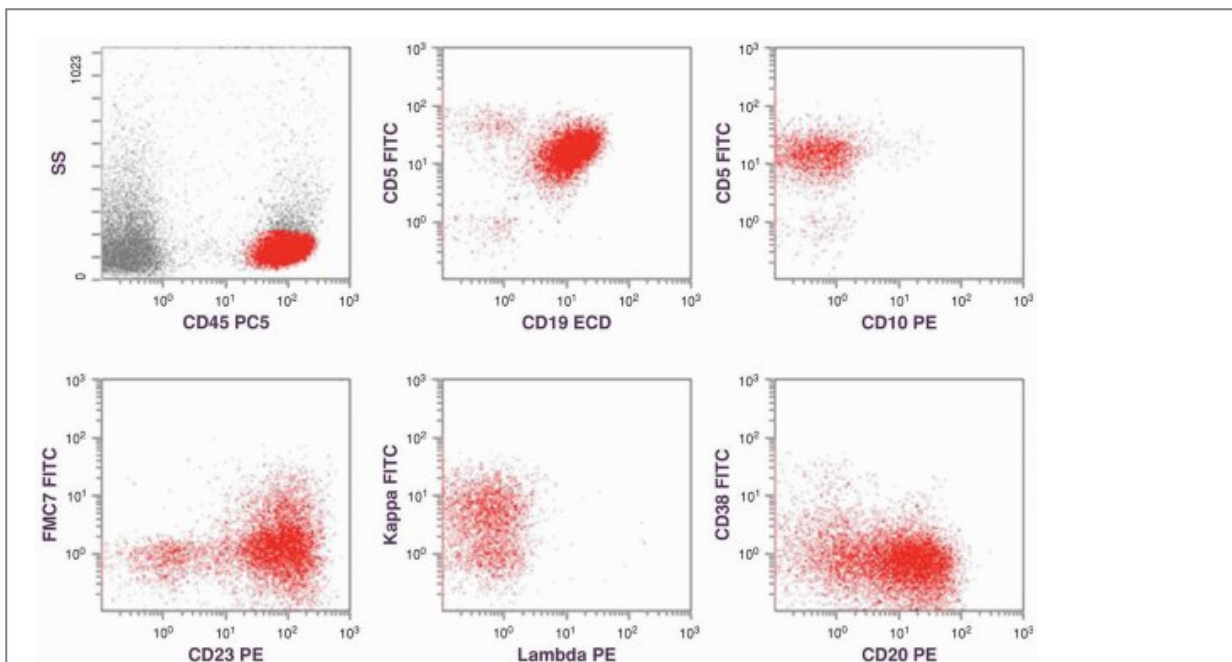 1023
SS
0
10⁰ 10¹ 10² 10³
CD45 PC5
10³
10²
10¹
10⁰
CD5 FITC
10⁰ 10¹ 10² 10³
CD19 ECD
10³
10²
10¹
10⁰
CD5 FITC
10⁰ 10¹ 10² 10³
CD10 PE
10³
10²
10¹
10⁰
FMC7 FITC
10⁰ 10¹ 10² 10³
CD23 PE
10³
10²
10¹
10⁰
Kappa FITC
10⁰ 10¹ 10² 10³
Lambda PE
10³
10²
10¹
10⁰
CD38 FITC
10⁰ 10¹ 10² 10³
CD20 PE